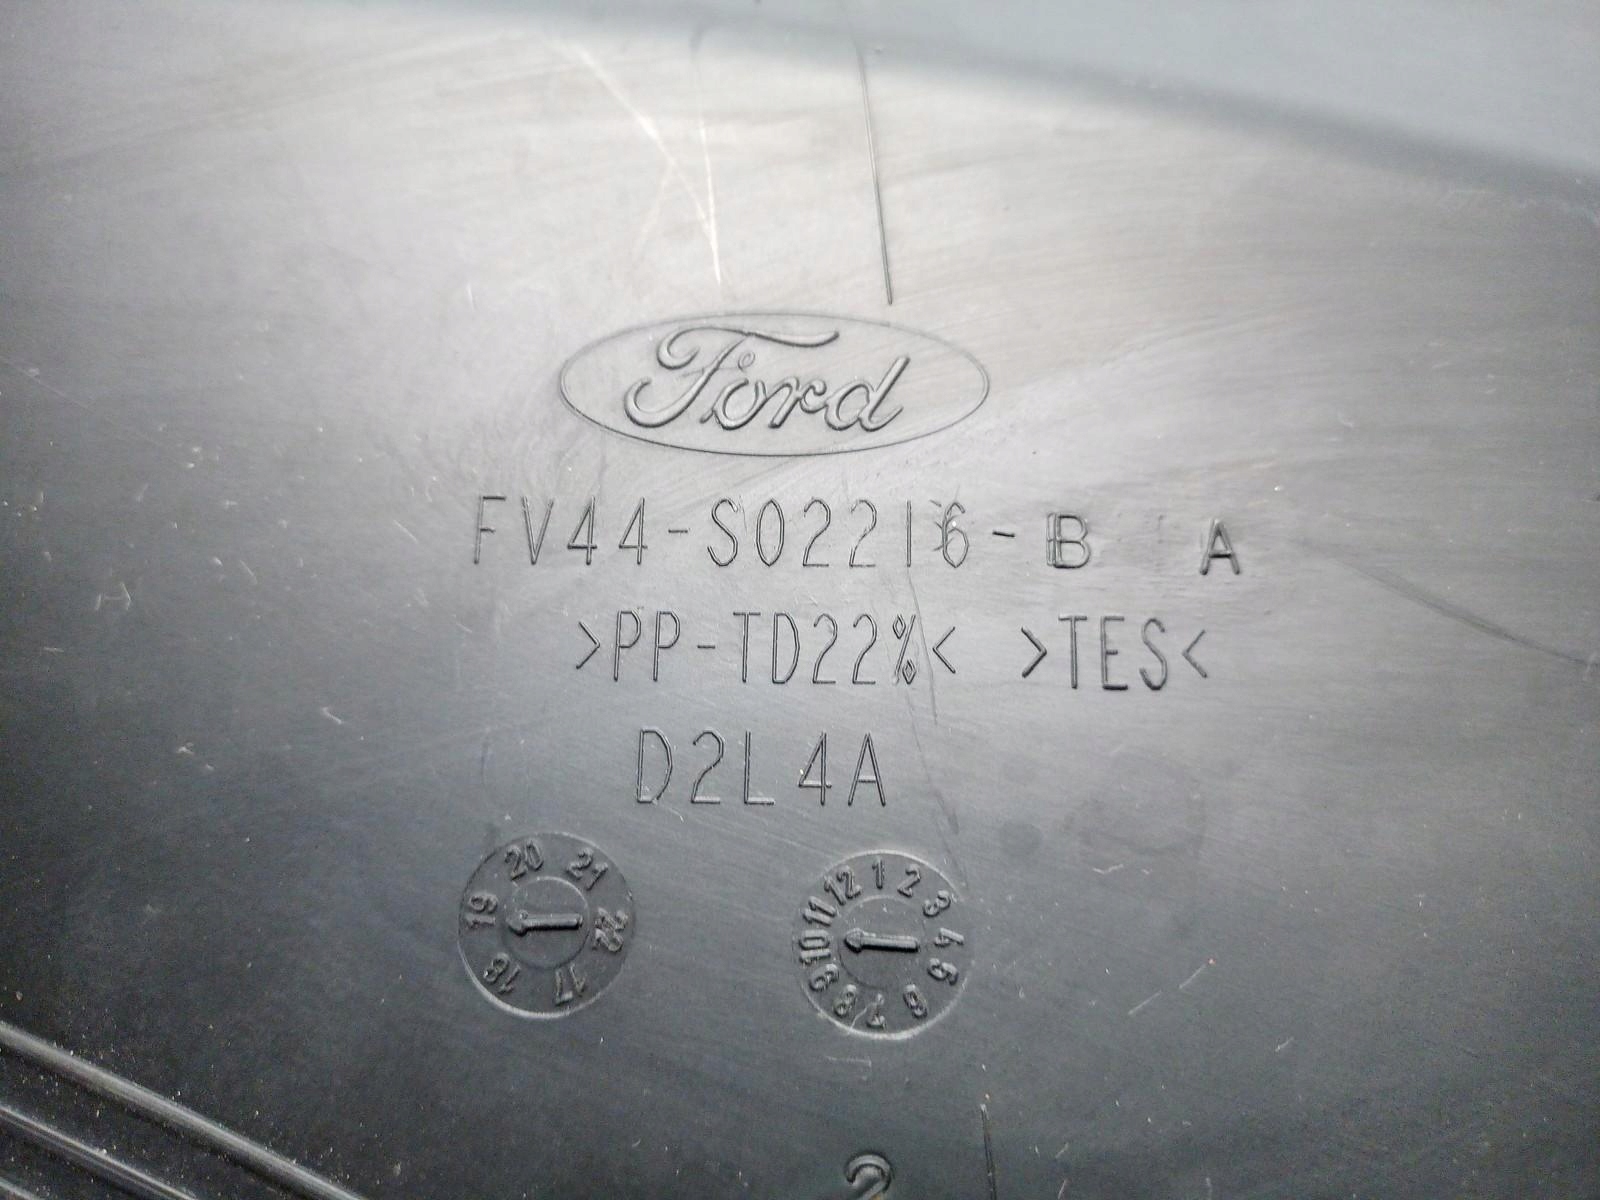 Ford
FV44-S02216-B A
>PP-TD22%< >TES<
D2L4A
20 21 22 17 18 19
1 2 3 4 5 6 7 8 9 10 11 12
2